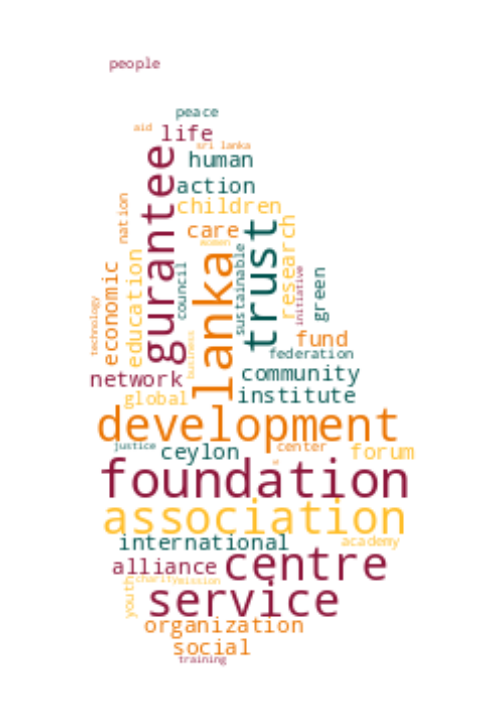 people
peace
aid
life
sri lanka
human
gurantee
action
children
nation
care
women
trust
research
lanka
sustainable
council
education
economic
initiative
green
technology
business
fund
federation
network
community
global
institute
development
justice
ceylon
center
forum
foundation
association
international
academy
alliance
centre
youth
charity
mission
service
organization
social
training